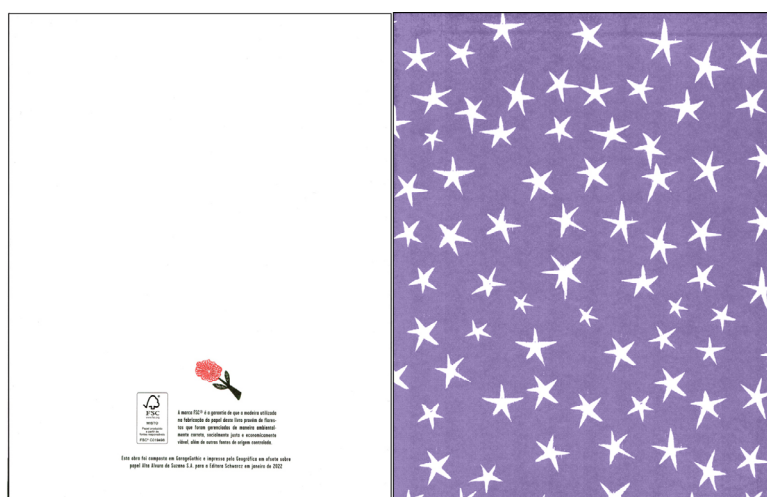 FSC
MISTO
A marca FSC® é a garantia de que a madeira utilizada
na fabricação do papel deste livro provém de flores-
tas que foram gerenciadas de maneira ambiental-
mente correta, socialmente justa e economicamente
viável, além de outras fontes de origem controlada.
Esta obra foi composta em GarageGothic e impressa pela Geográfica em ofsete sobre
papel Alta Alvura da Suzano S.A. para a Editora Schwarcz em janeiro de 2022